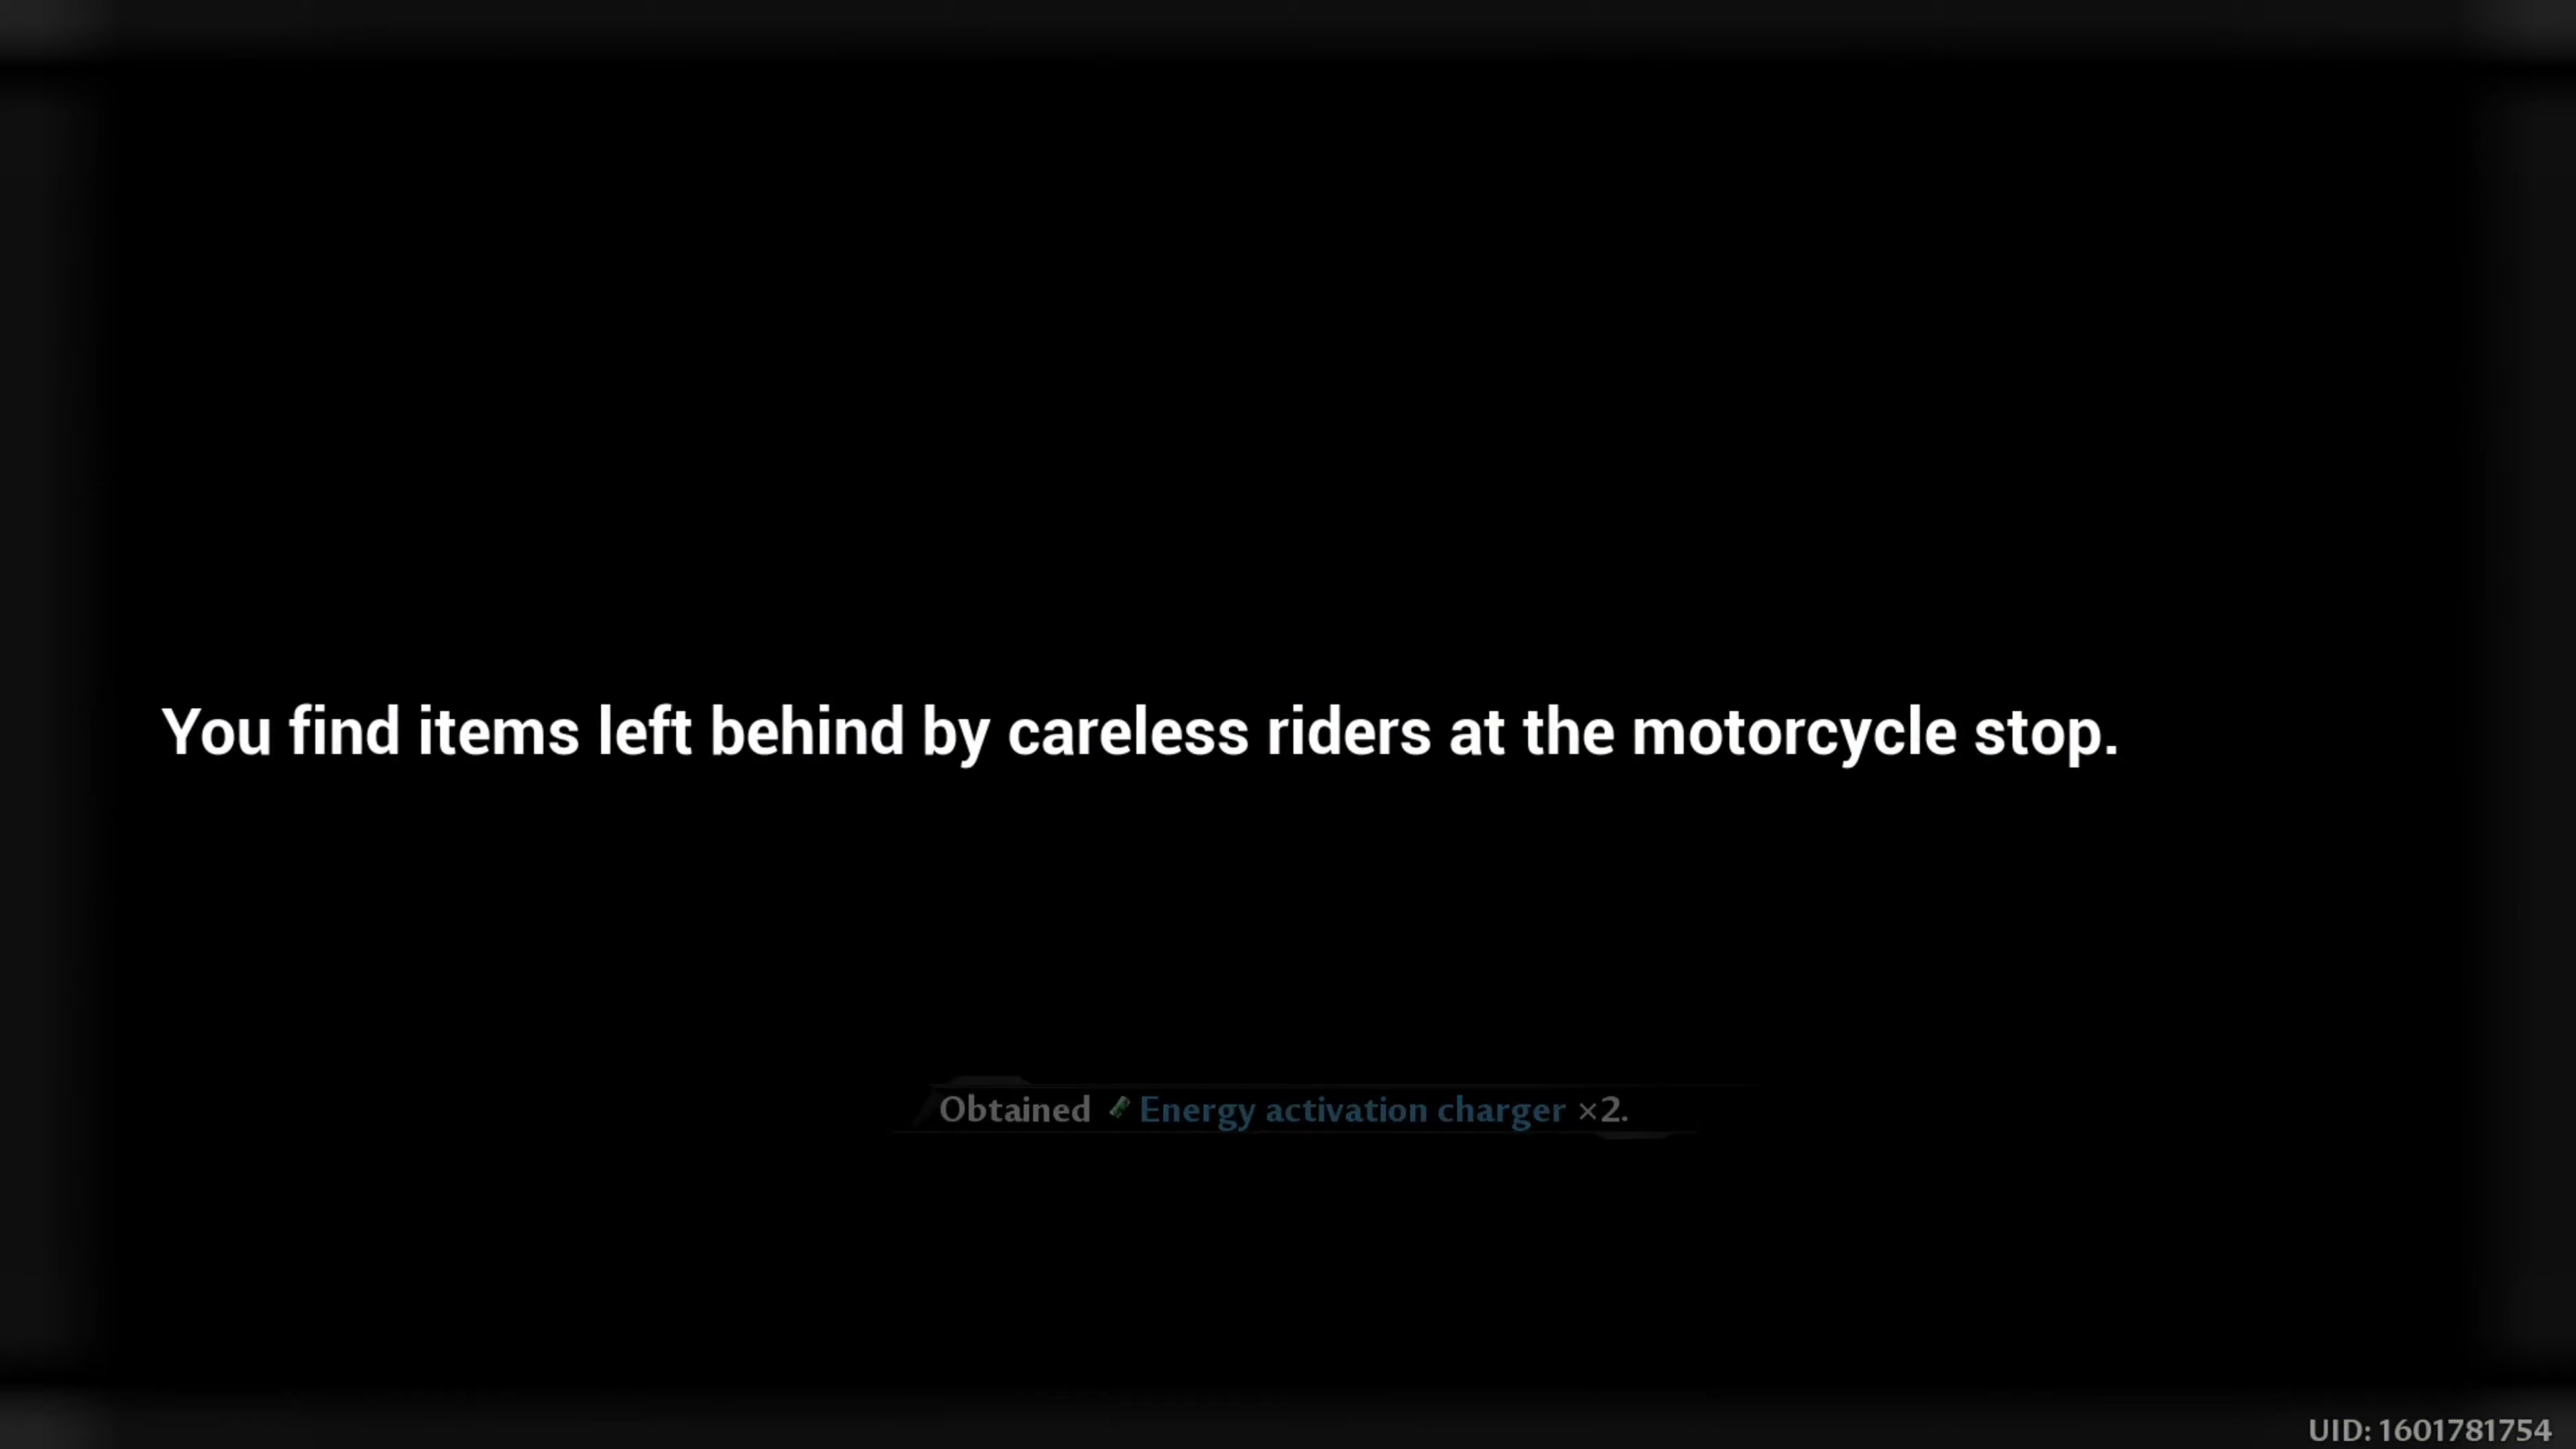 You find items left behind by careless riders at the motorcycle stop.
Obtained Energy activation charger ×2.
UID: 1601781754